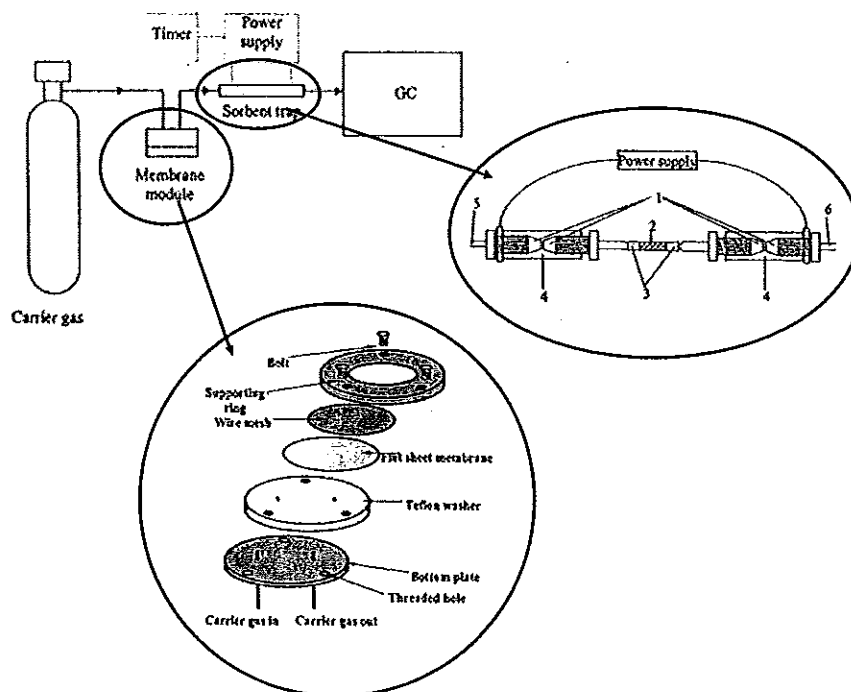 Timer
Power
supply
Sorbent trap
GC
Membrane
module
Carrier gas
Power supply
1
5
2
6
4
3
4
Bolt
Supporting
ring
Wire mesh
Flat sheet membrane
Teflon washer
Bottom plate
Threaded hole
Carrier gas in
Carrier gas out